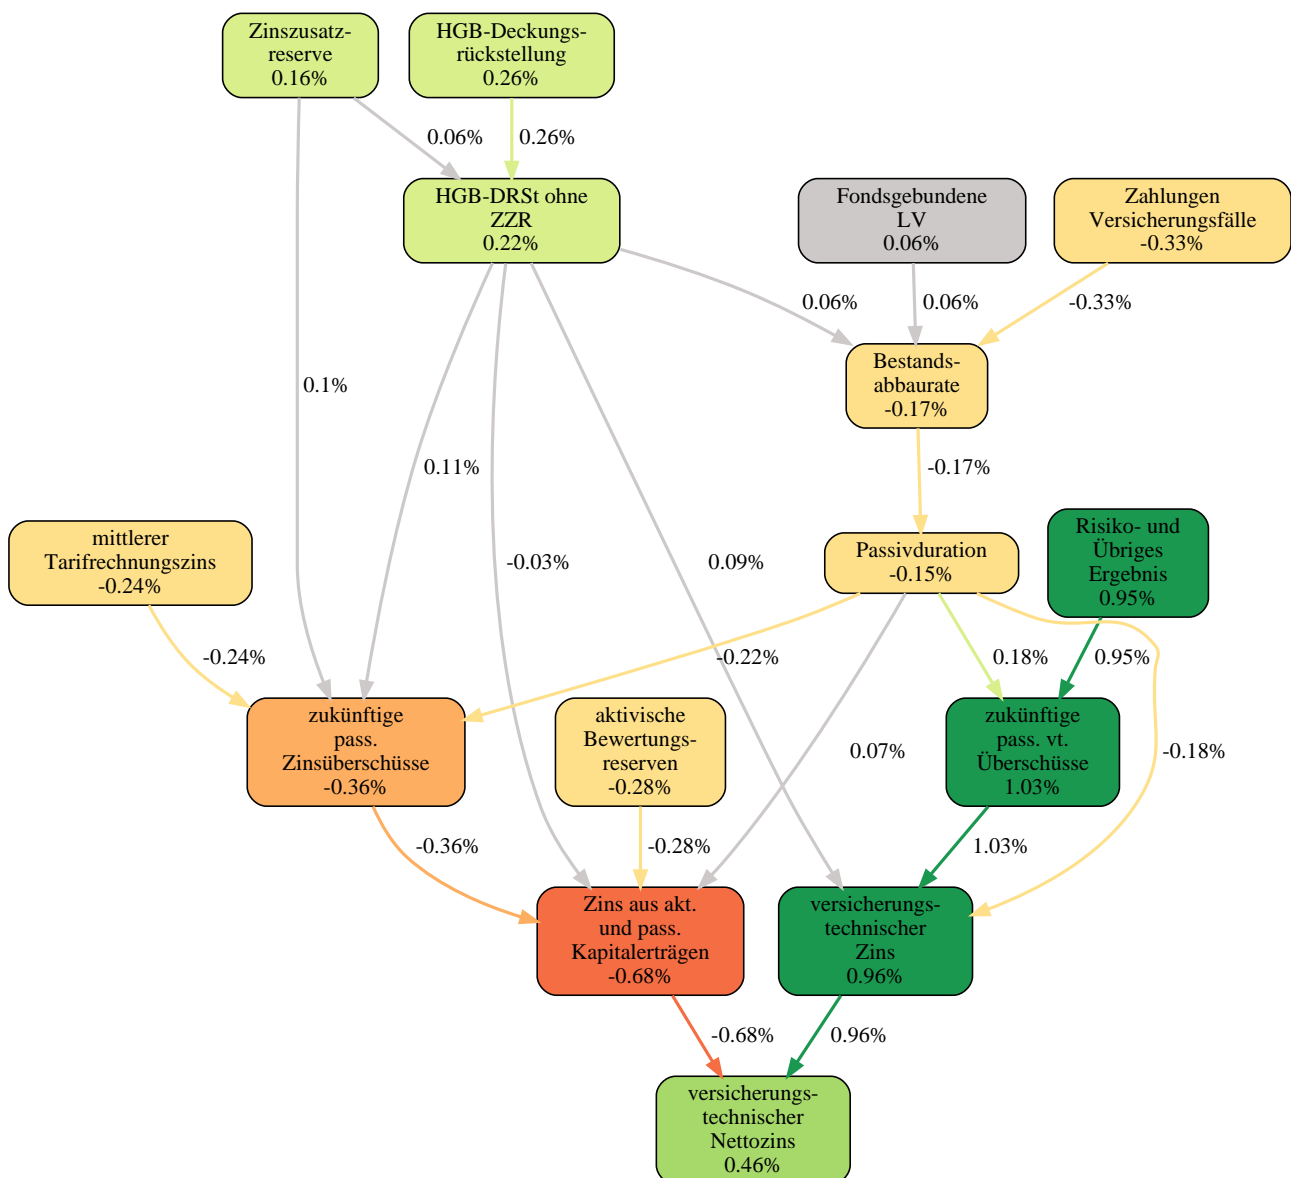 Zinszusatz-
reserve
0.16%
HGB-Deckungs-
rückstellung
0.26%
0.06%
0.26%
HGB-DRSt ohne
ZZR
0.22%
Fondsgebundene
LV
0.06%
Zahlungen
Versicherungsfälle
-0.33%
0.06%
0.06%
-0.33%
Bestands-
abbaurate
-0.17%
0.1%
0.11%
-0.17%
mittlerer
Tarifrechnungszins
-0.24%
-0.03%
0.09%
Passivduration
-0.15%
Risiko- und
Übriges
Ergebnis
0.95%
-0.24%
-0.22%
0.18%
0.95%
zukünftige
pass.
Zinsüberschüsse
-0.36%
aktivische
Bewertungs-
reserven
-0.28%
0.07%
zukünftige
pass. vt.
Überschüsse
1.03%
-0.18%
-0.36%
-0.28%
1.03%
Zins aus akt.
und pass.
Kapitalerträgen
-0.68%
versicherungs-
technischer
Zins
0.96%
-0.68%
0.96%
versicherungs-
technischer
Nettozins
0.46%